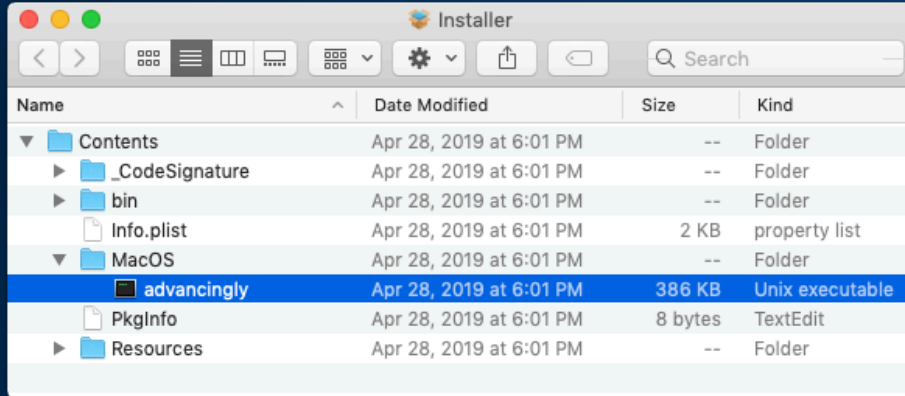 Installer
Search
Name Date Modified Size Kind
Contents Apr 28, 2019 at 6:01 PM -- Folder
_CodeSignature Apr 28, 2019 at 6:01 PM -- Folder
bin Apr 28, 2019 at 6:01 PM -- Folder
Info.plist Apr 28, 2019 at 6:01 PM 2 KB property list
MacOS Apr 28, 2019 at 6:01 PM -- Folder
advancingly Apr 28, 2019 at 6:01 PM 386 KB Unix executable
PkgInfo Apr 28, 2019 at 6:01 PM 8 bytes TextEdit
Resources Apr 28, 2019 at 6:01 PM -- Folder